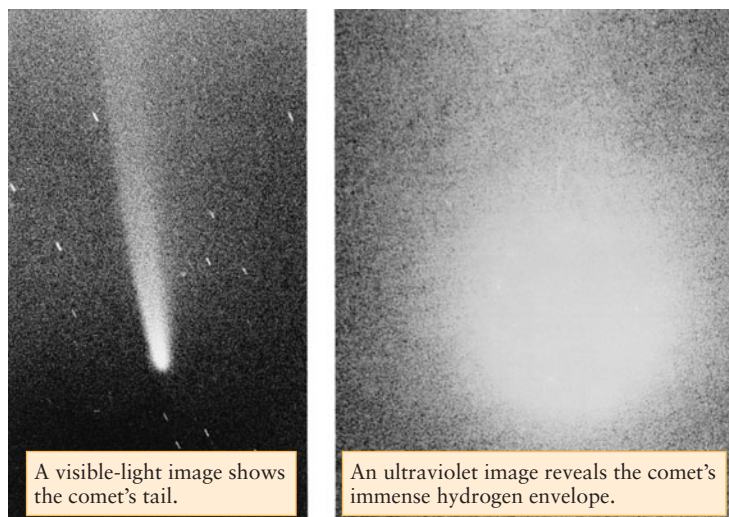 A visible-light image shows
the comet's tail.
An ultraviolet image reveals the comet's
immense hydrogen envelope.